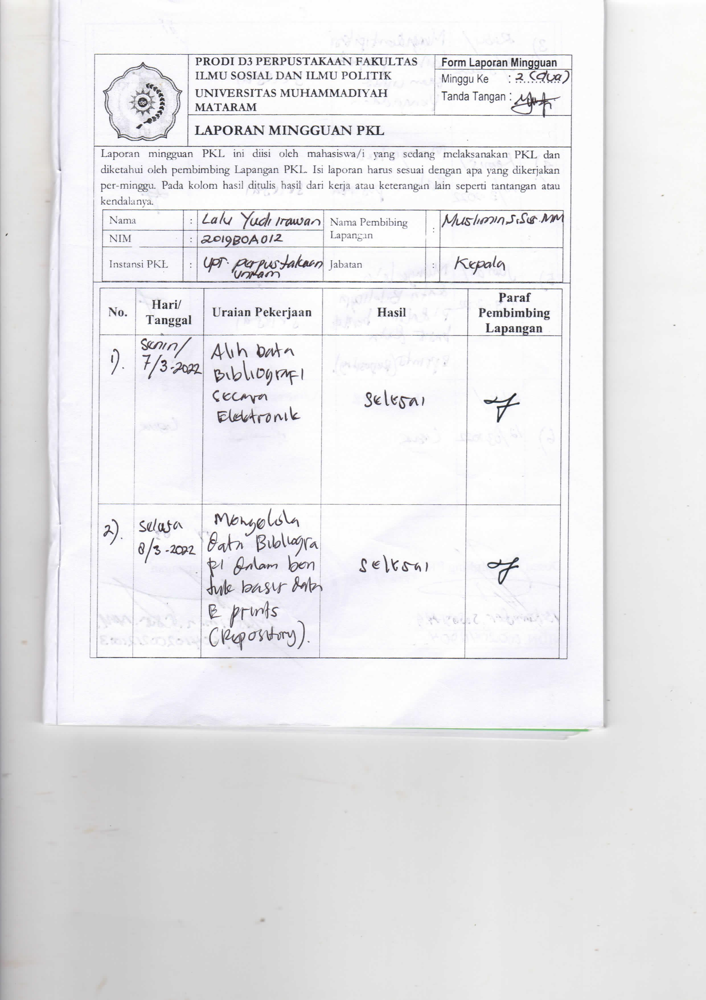 PRODI D3 PERPUSTAKAAN FAKULTAS
ILMU SOSIAL DAN ILMU POLITIK
UNIVERSITAS MUHAMMADIYAH
MATARAM
LAPORAN MINGGUAN PKL
Form Laporan Mingguan
Minggu Ke : 2 (dua)
Tanda Tangan :
Laporan mingguan PKL ini diisi oleh mahasiswa/i yang sedang melaksanakan PKL dan
diketahui oleh pembimbing Lapangan PKL. Isi laporan harus sesuai dengan apa yang dikerjakan
per-minggu. Pada kolom hasil ditulis hasil dari kerja atau keterangan lain seperti tantangan atau
kendalanya.
Nama : Lalu Yudi Irawan
NIM : 2019B0A012
Nama Pembibing
Lapangan : Muslimin, S.Sos. MM
Instansi PKL : UPT. perpustakaan
unram
Jabatan : Kepala
No.
Hari/
Tanggal
Uraian Pekerjaan
Hasil
Paraf
Pembimbing
Lapangan
1).
Senin/
7/3-2022
Alih Data
Bibliografi
Secara
Elektronik
Selesai
2).
Selasa
8/3-2022
Mengelola
Data Bibliogra
pi Dalam ben
tuk basis data
E prints
(Repository).
Selesai